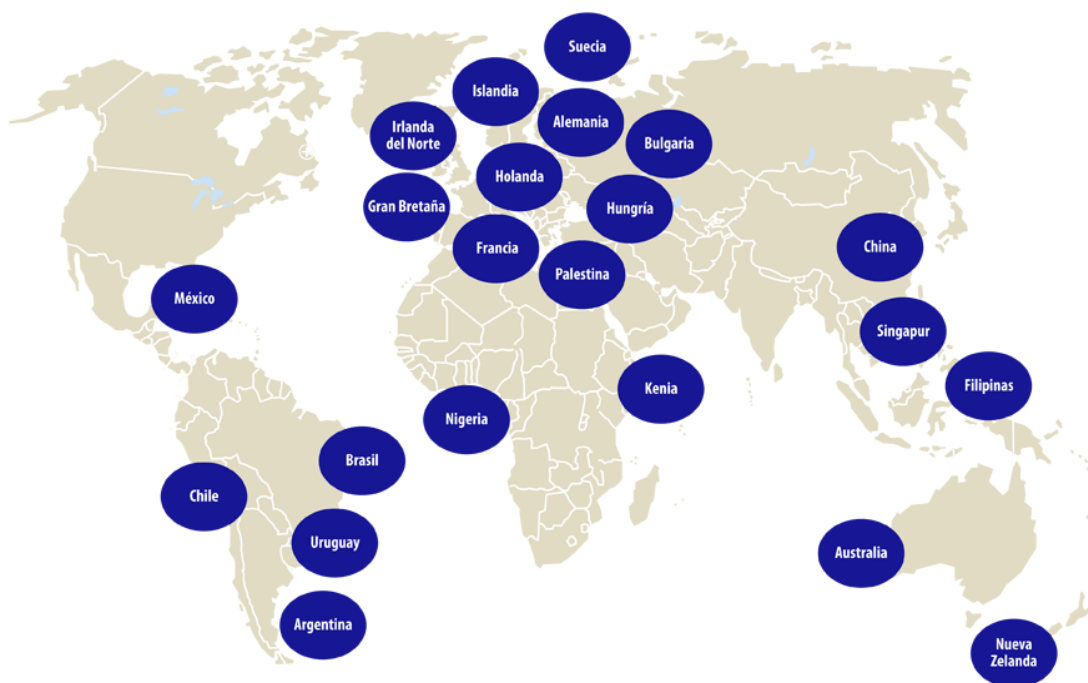 Suecia
Islandia
Alemania
Irlanda
del Norte
Bulgaria
Holanda
Gran Bretaña
Hungría
Francia
China
Palestina
México
Singapur
Filipinas
Kenia
Nigeria
Brasil
Chile
Uruguay
Australia
Argentina
Nueva
Zelanda